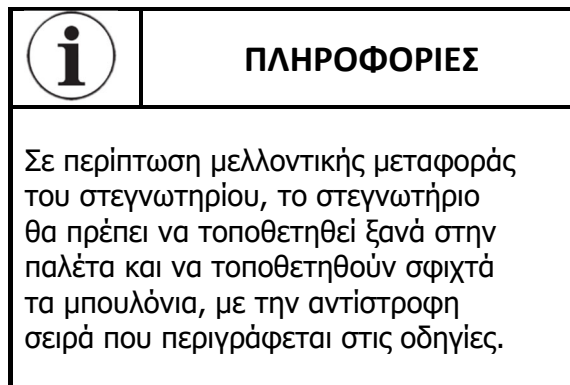 ΠΛΗΡΟΦΟΡΙΕΣ
Σε περίπτωση μελλοντικής μεταφοράς
του στεγνωτηρίου, το στεγνωτήριο
θα πρέπει να τοποθετηθεί ξανά στην
παλέτα και να τοποθετηθούν σφιχτά
τα μπουλόνια, με την αντίστροφη
σειρά που περιγράφεται στις οδηγίες.